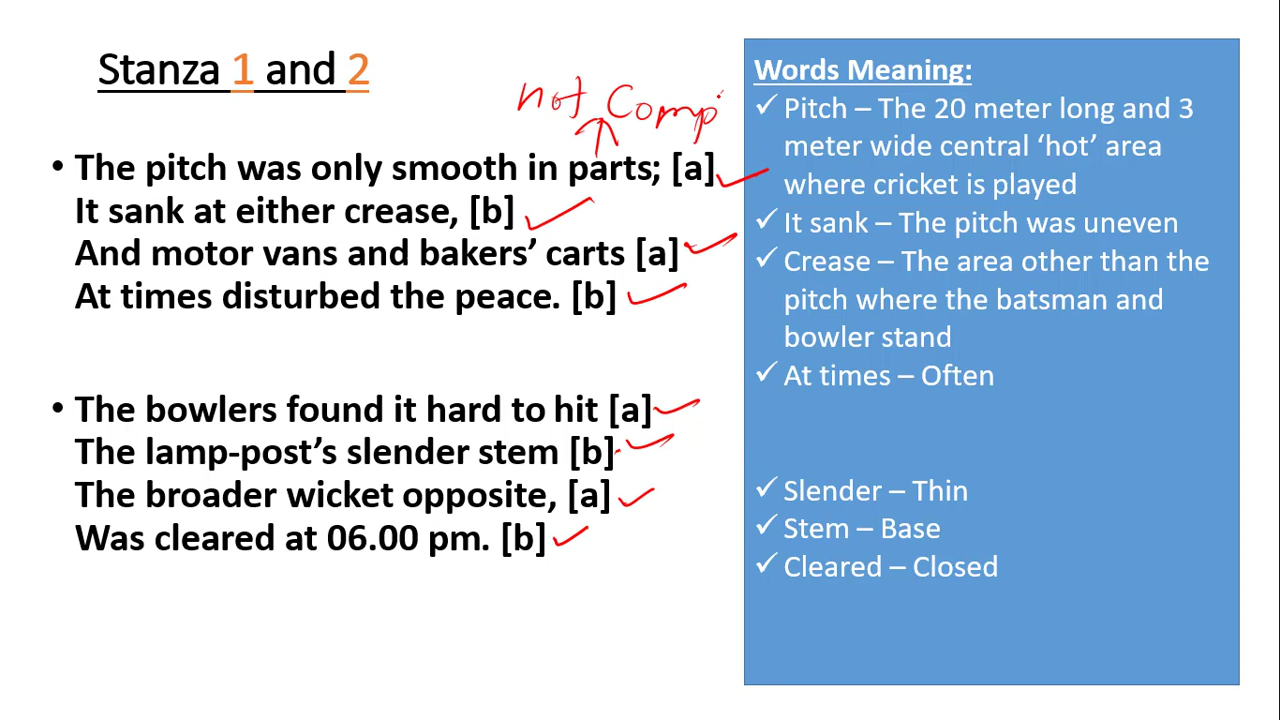 Stanza 1 and 2
not Comp
• The pitch was only smooth in parts; [a]
It sank at either crease, [b]
And motor vans and bakers’ carts [a]
At times disturbed the peace. [b]
• The bowlers found it hard to hit [a]
The lamp-post’s slender stem [b]
The broader wicket opposite, [a]
Was cleared at 06.00 pm. [b]
Words Meaning:
✓ Pitch – The 20 meter long and 3
meter wide central ‘hot’ area
where cricket is played
✓ It sank – The pitch was uneven
✓ Crease – The area other than the
pitch where the batsman and
bowler stand
✓ At times – Often
✓ Slender – Thin
✓ Stem – Base
✓ Cleared – Closed